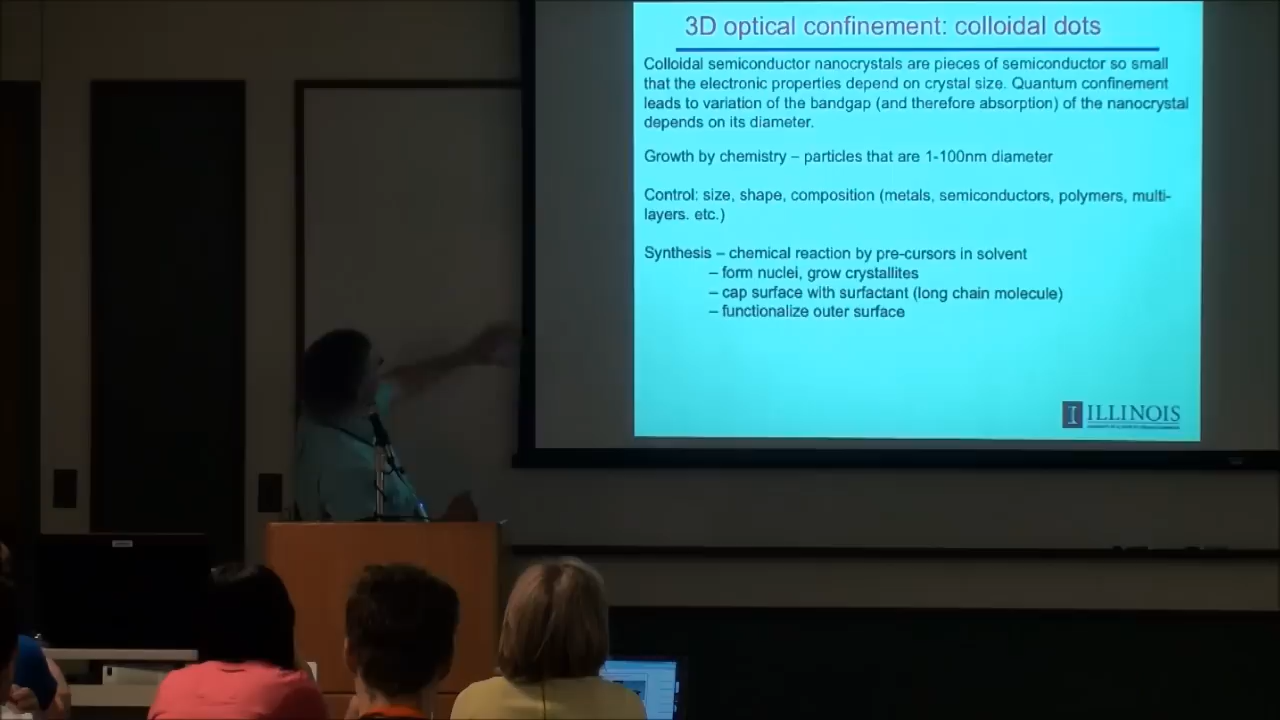 3D optical confinement: colloidal dots
Colloidal semiconductor nanocrystals are pieces of semiconductor so small
that the electronic properties depend on crystal size. Quantum confinement
leads to variation of the bandgap (and therefore absorption) of the nanocrystal
depends on its diameter.
Growth by chemistry – particles that are 1-100nm diameter
Control: size, shape, composition (metals, semiconductors, polymers, multi-
layers. etc.)
Synthesis – chemical reaction by pre-cursors in solvent
– form nuclei, grow crystallites
– cap surface with surfactant (long chain molecule)
– functionalize outer surface
I ILLINOIS